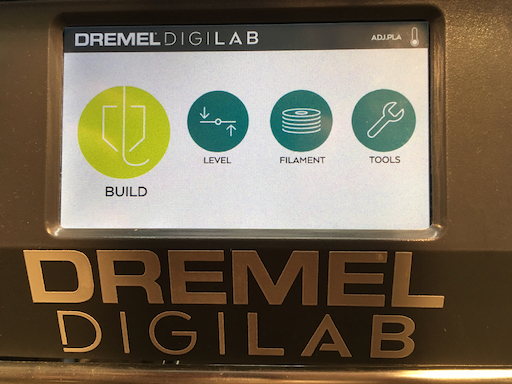 DREMEL DIGILAB
ADJ.PLA
BUILD
LEVEL
FILAMENT
TOOLS
DREMEL
DIGILAB